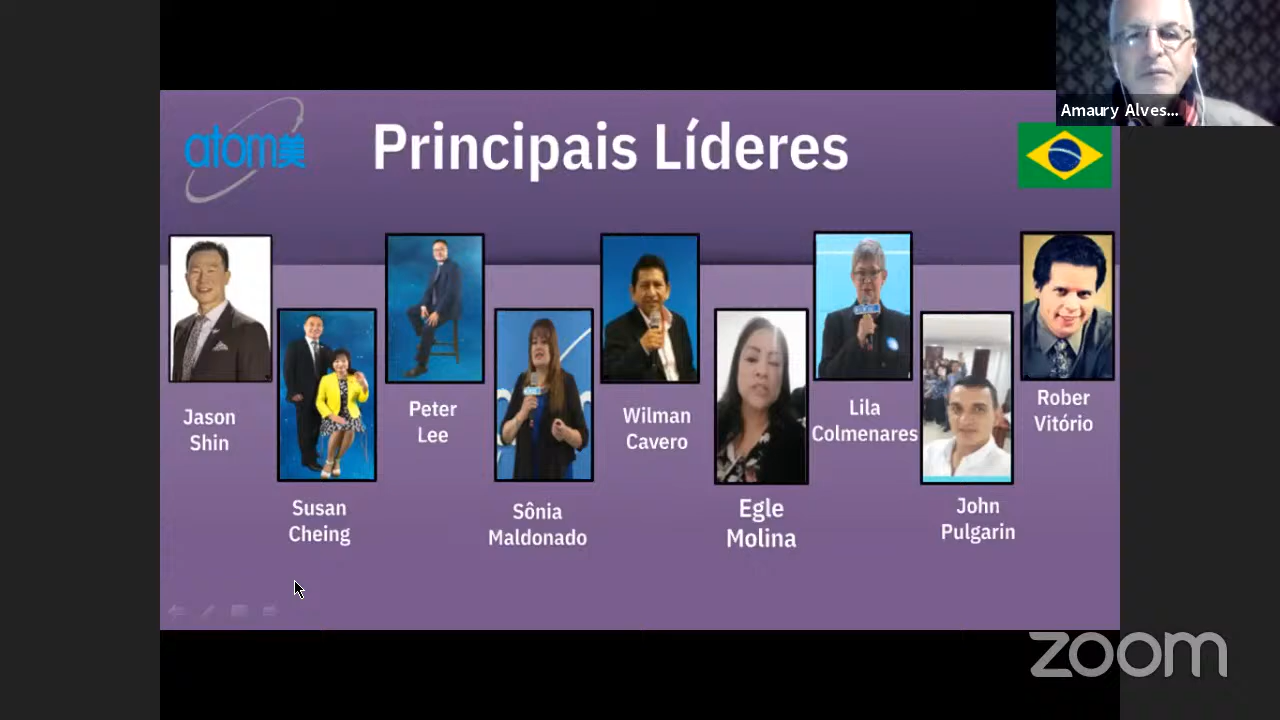 Amaury Alves...
atom美
Principais Líderes
Jason
Shin
Susan
Cheing
Peter
Lee
Sônia
Maldonado
Wilman
Cavero
Egle
Molina
Lila
Colmenares
John
Pulgarin
Rober
Vitório
zoom